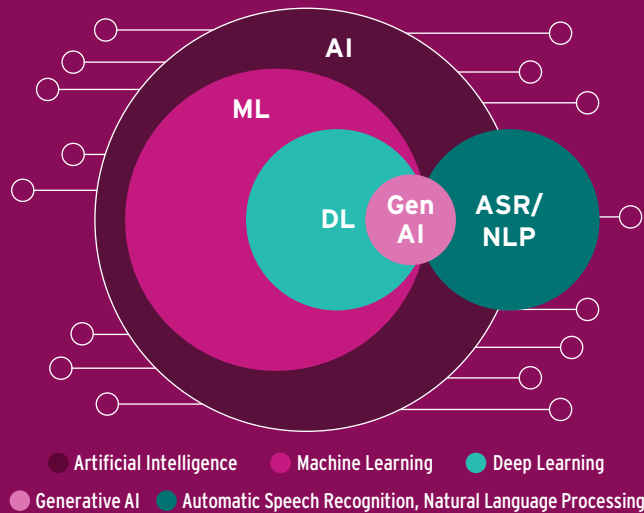 AI
ML
DL
Gen
AI
ASR/
NLP
Artificial Intelligence
Machine Learning
Deep Learning
Generative AI
Automatic Speech Recognition, Natural Language Processing